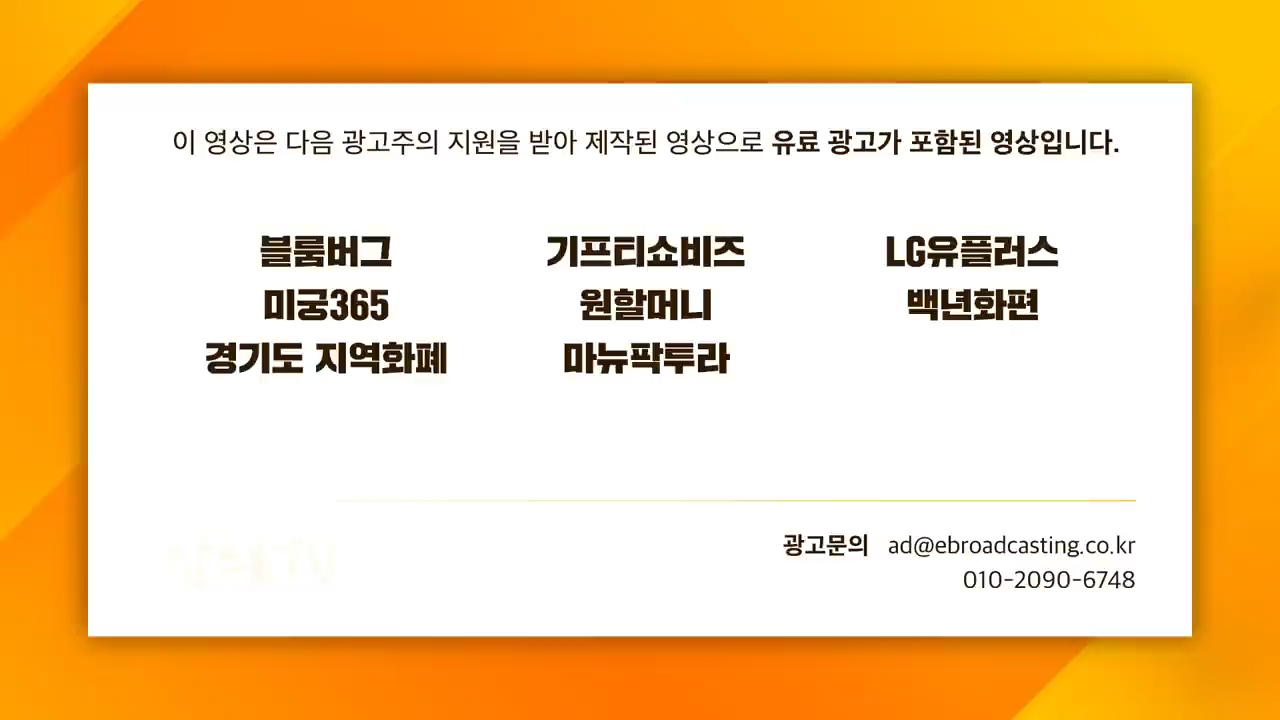 이 영상은 다음 광고주의 지원을 받아 제작된 영상으로 유료 광고가 포함된 영상입니다.
블룸버그 기프티쇼비즈 LG유플러스
미궁365 원할머니 백년화편
경기도 지역화폐 마뉴팍투라
광고문의 ad@ebroadcasting.co.kr
010-2090-6748